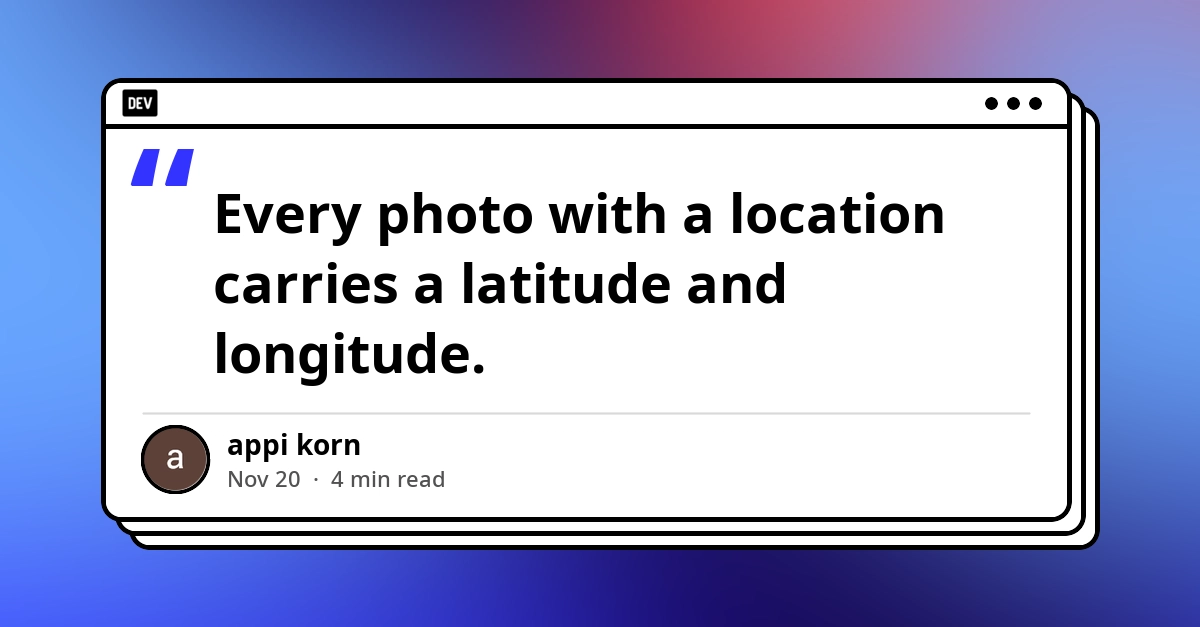 DEV
“
Every photo with a location
carries a latitude and
longitude.
a
appi korn
Nov 20 · 4 min read